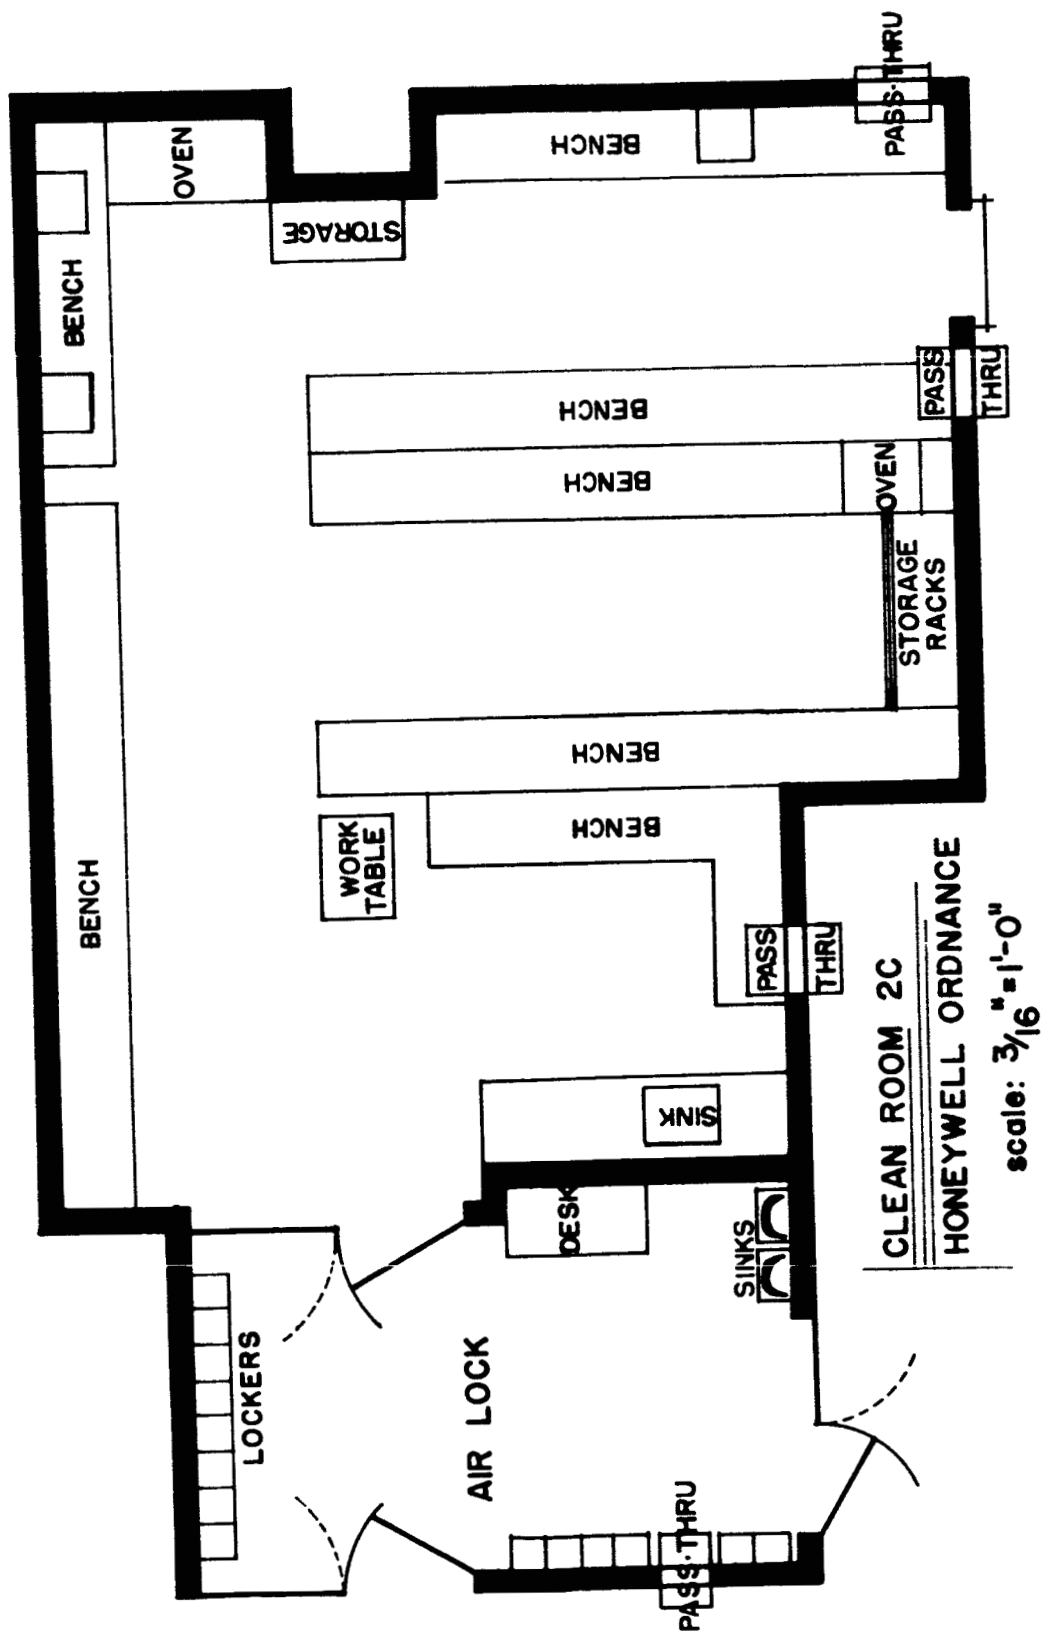 PASS-THRU
OVEN
BENCH
STORAGE
BENCH
BENCH
PASS
THRU
BENCH
BENCH
OVEN
STORAGE
RACKS
BENCH
BENCH
WORK
TABLE
BENCH
PASS
THRU
SINK
DESK
SINKS
LOCKERS
AIR LOCK
PASS-THRU
CLEAN ROOM 2C
HONEYWELL ORDNANCE
scale: 3/16"=1'-0"